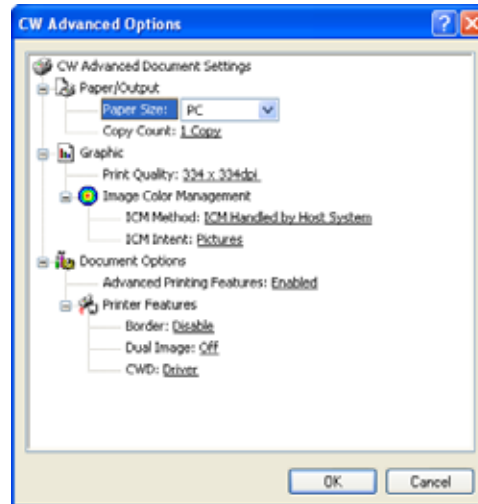 CW Advanced Options
CW Advanced Document Settings
Paper/Output
Paper Size: PC
Copy Count: 1 Copy
Graphic
Print Quality: 334 x 334dpi
Image Color Management
ICM Method: ICM Handled by Host System
ICM Intent: Pictures
Document Options
Advanced Printing Features: Enabled
Printer Features
Border: Disable
Dual Image: Off
CWD: Driver
OK
Cancel